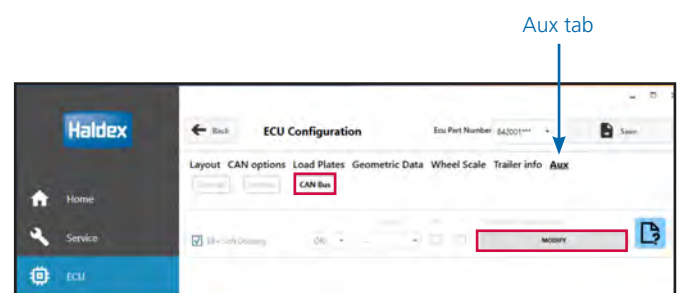 Aux tab
Haldex
Back ECU Configuration Ecu Part Number 642001*** Save
Layout CAN options Load Plates Geometric Data Wheel Scale Trailer info Aux
CAN Bus
Home
Service
MODIFY
ECU